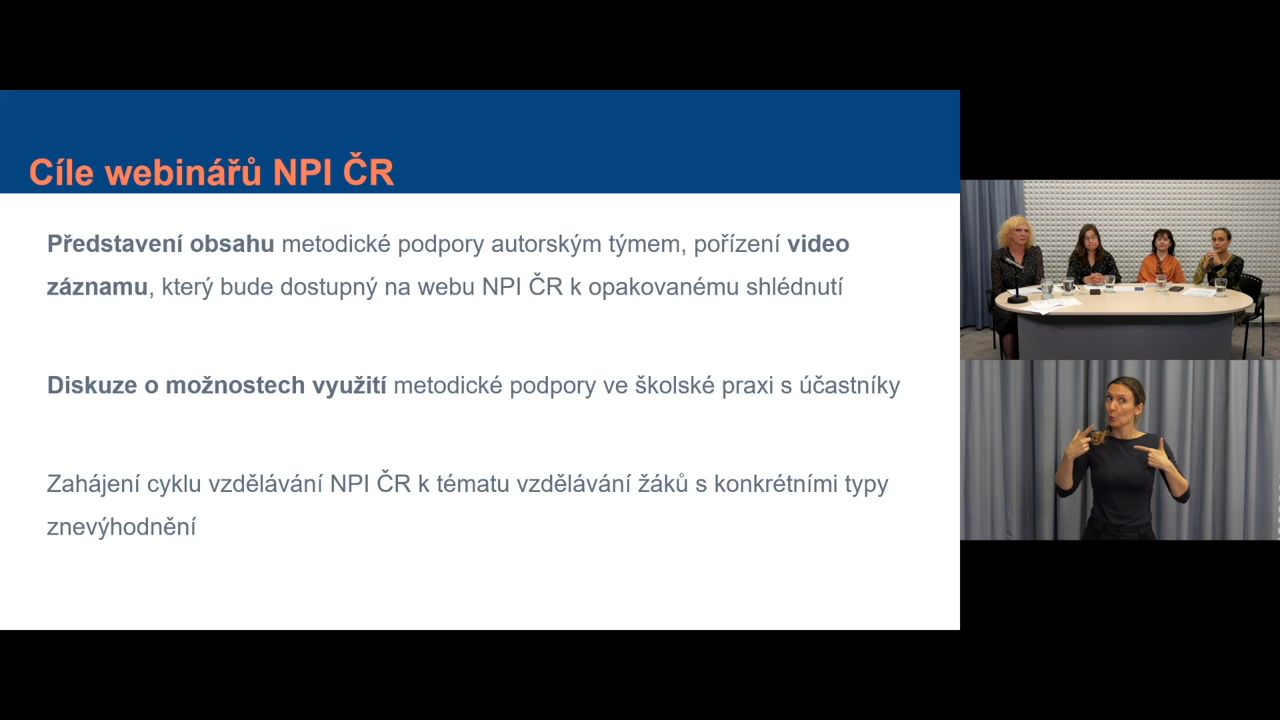 Cíle webinářů NPI ČR
Představení obsahu metodické podpory autorským týmem, pořízení video
záznamu, který bude dostupný na webu NPI ČR k opakovanému shlédnutí
Diskuze o možnostech využití metodické podpory ve školské praxi s účastníky
Zahájení cyklu vzdělávání NPI ČR k tématu vzdělávání žáků s konkrétními typy
znevýhodnění